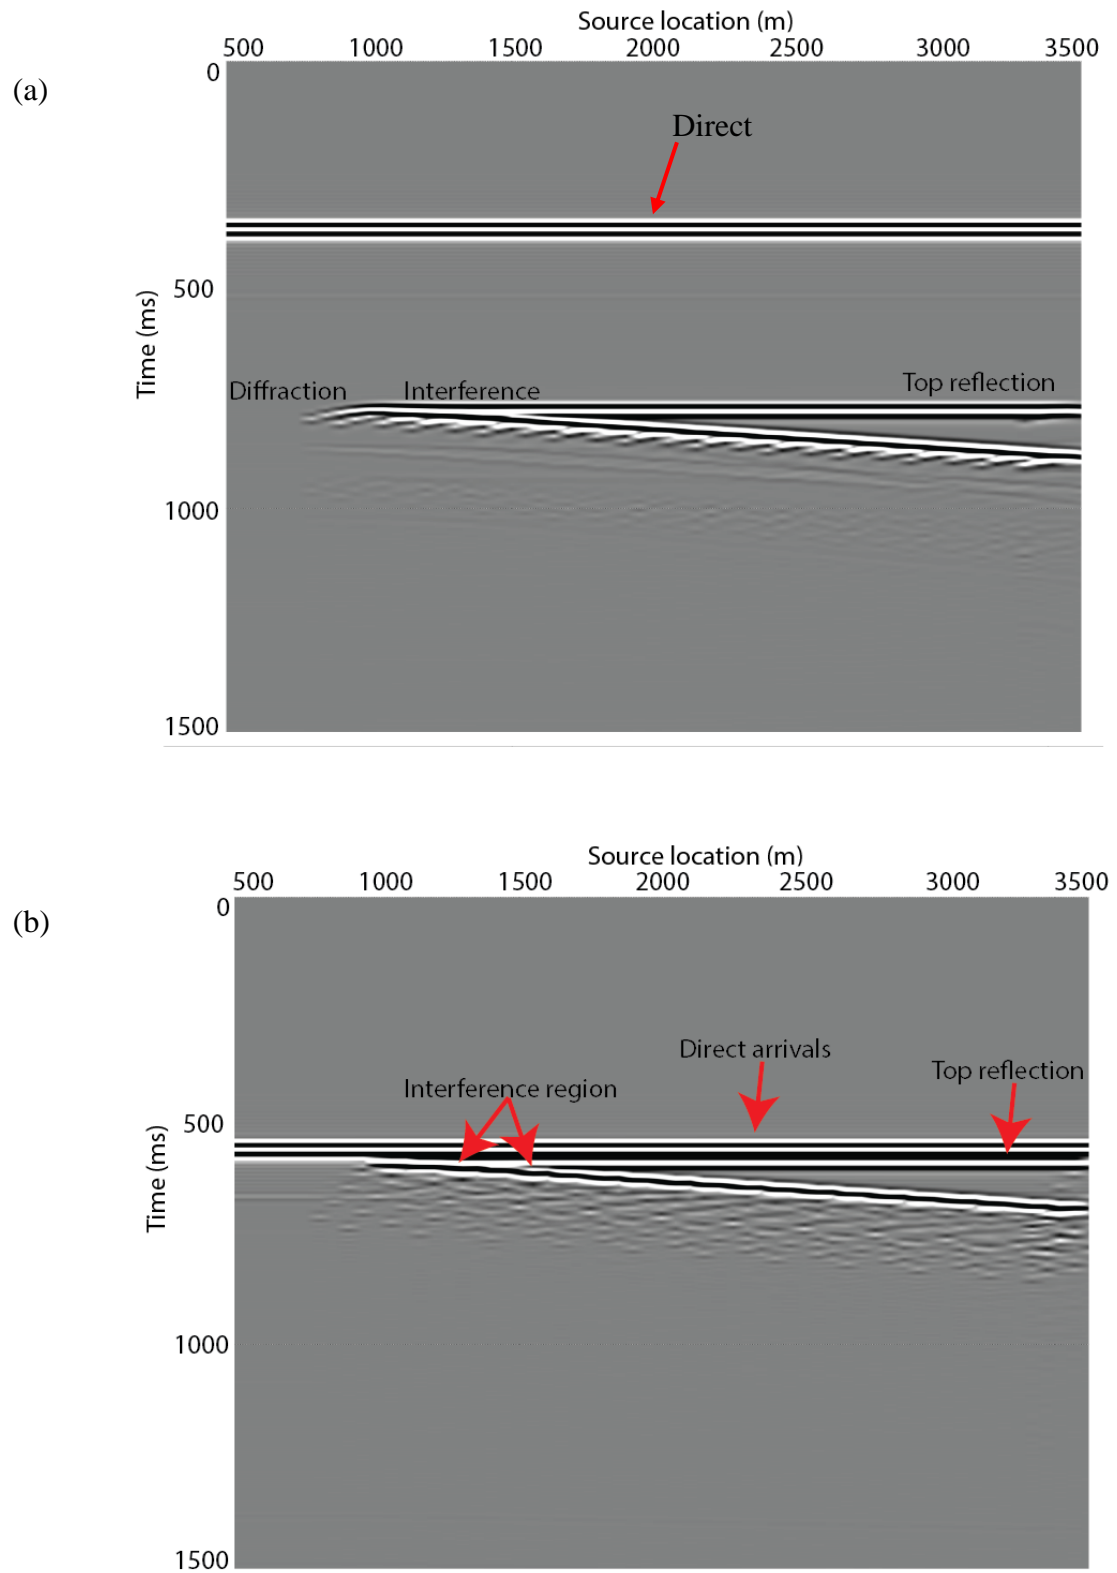 Source location (m)
500 1000 1500 2000 2500 3000 3500
0
(a)
Direct
500
Time (ms)
Diffraction Interference Top reflection
1000
1500
Source location (m)
500 1000 1500 2000 2500 3000 3500
0
(b)
Direct arrivals
Top reflection
Interference region
500
Time (ms)
1000
1500